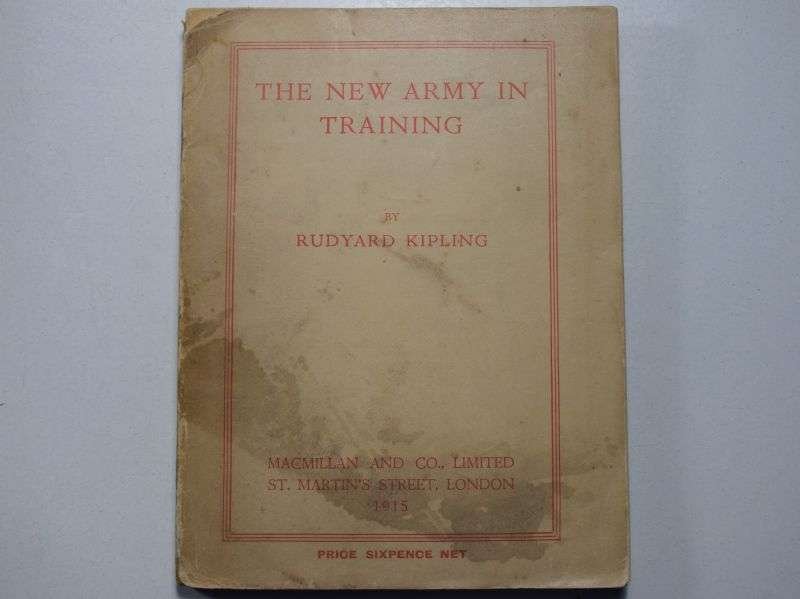 THE NEW ARMY IN
TRAINING
BY
RUDYARD KIPLING
MACMILLAN AND CO., LIMITED
ST. MARTIN'S STREET, LONDON
1915
PRICE SIXPENCE NET